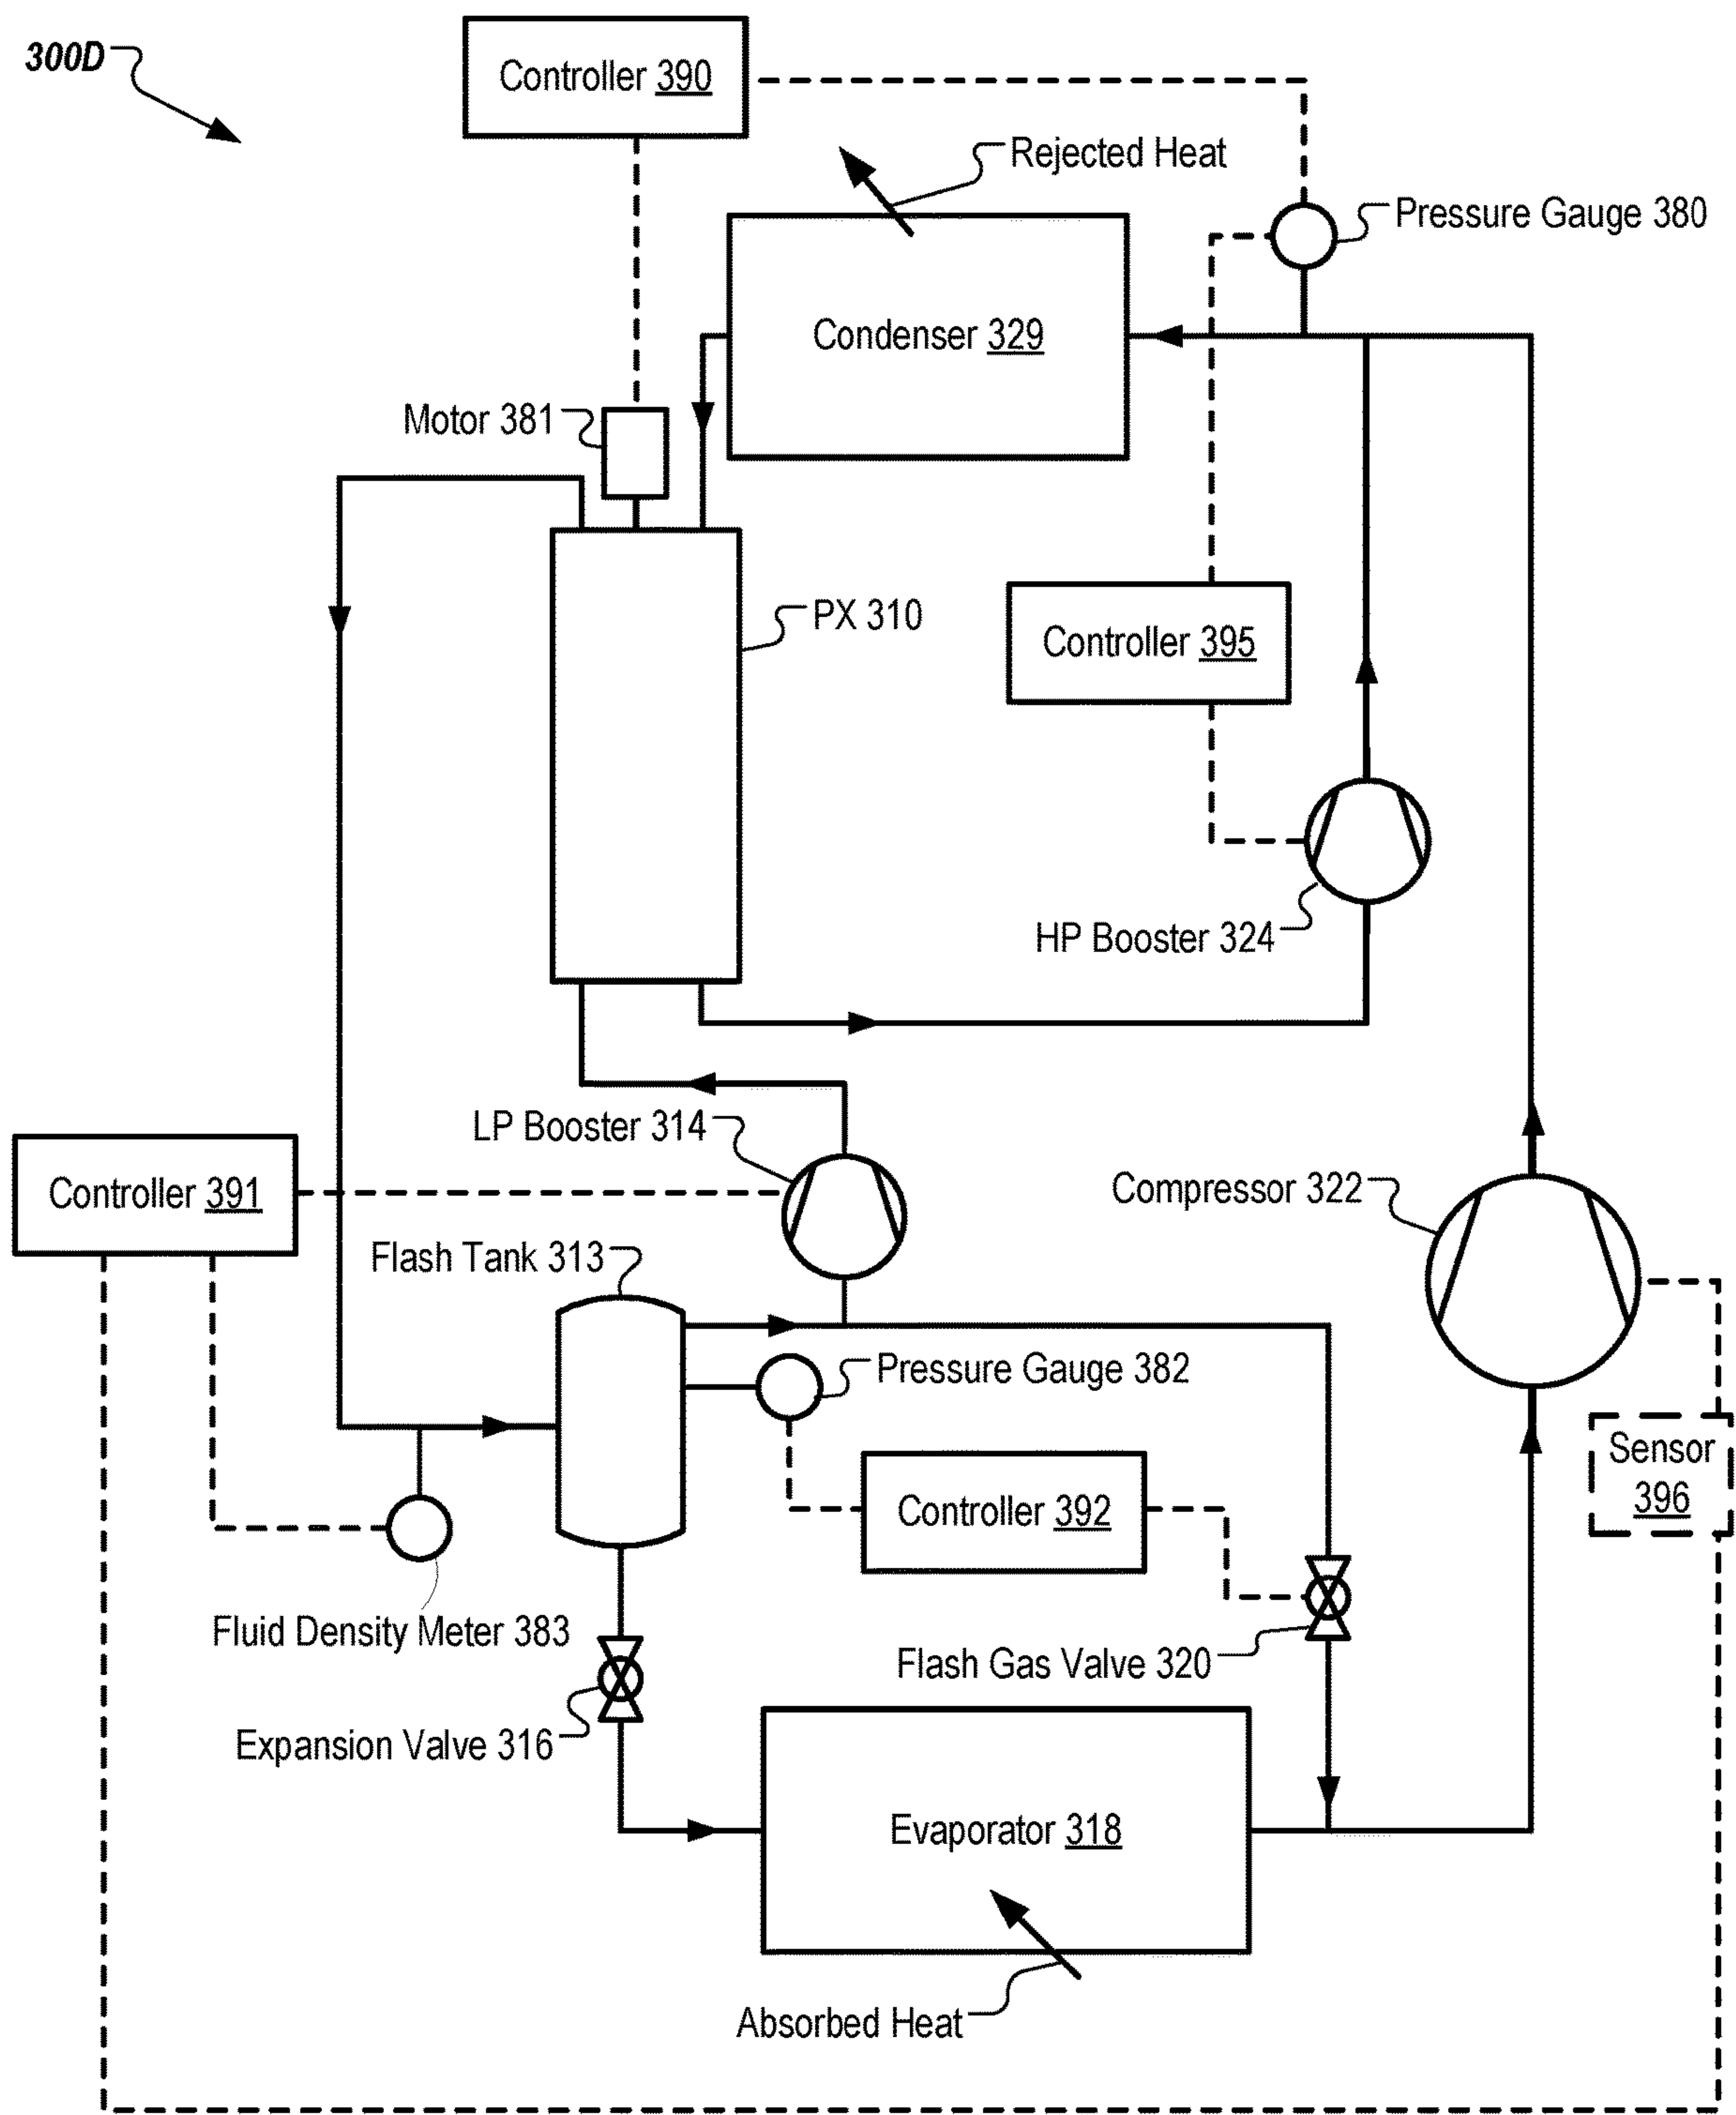 300D
Controller 390
Rejected Heat
Pressure Gauge 380
Condenser 329
Motor 381
PX 310
Controller 395
HP Booster 324
LP Booster 314
Controller 391
Compressor 322
Flash Tank 313
Pressure Gauge 382
Sensor
396
Controller 392
Fluid Density Meter 383
Flash Gas Valve 320
Expansion Valve 316
Evaporator 318
Absorbed Heat